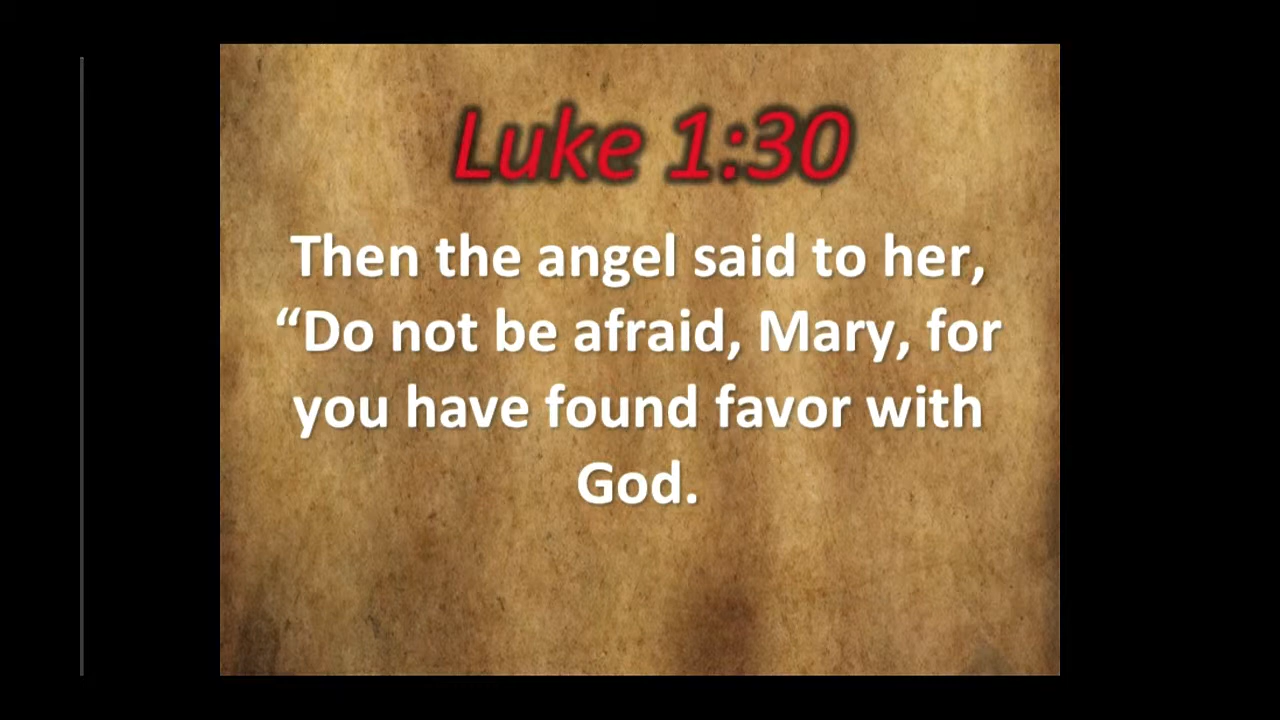 Luke 1:30
Then the angel said to her,
“Do not be afraid, Mary, for
you have found favor with
God.